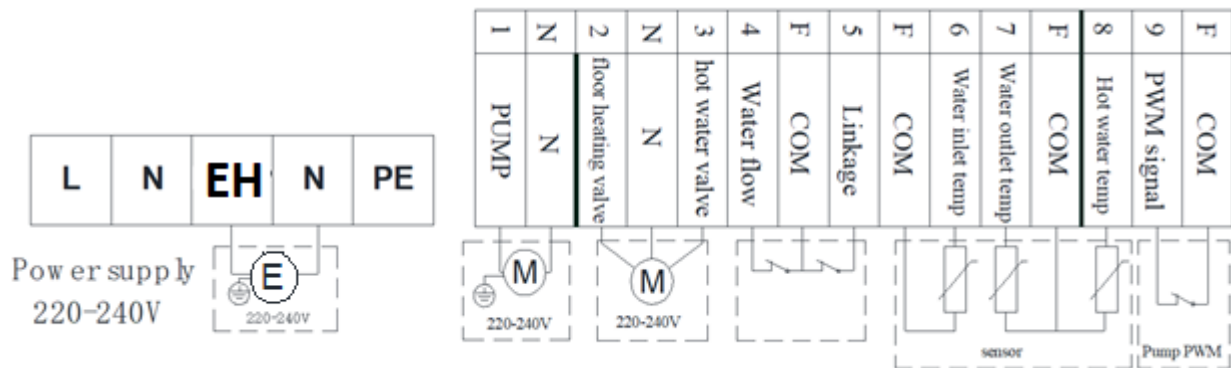 1 N 2 N 3 4 F 5 F 6 7 F 8 9 F
PUMP
N
floor heating valve
N
hot water valve
Water flow
COM
Linkage
COM
Water inlet temp
Water outlet temp
COM
Hot water temp
PWM signal
COM
L N EH N PE
Power supply
220-240V
E
220-240V
M
220-240V
M
220-240V
sensor
Pump PWM